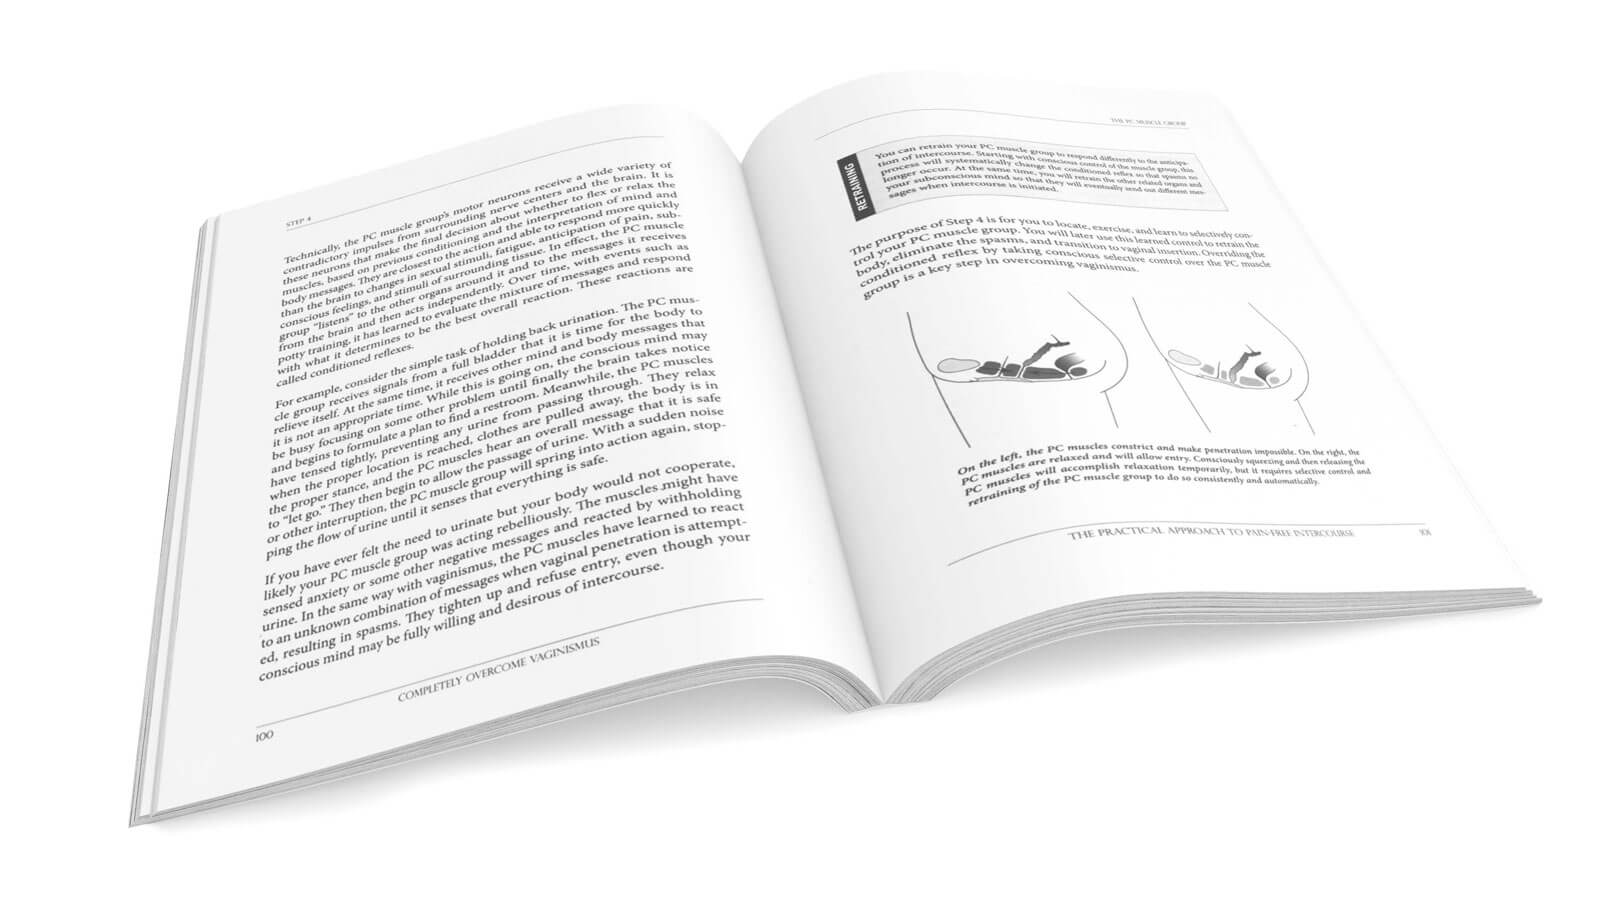 STEP 4
Technically, the PC muscle group's motor neurons receive a wide variety of
contradictory impulses from surrounding nerve centers and the brain. It is
these neurons that make the final decision about whether to flex or relax the
muscles, based on previous conditioning and the interpretation of mind and
body messages. They are closest to the action and able to respond more quickly
than the brain to changes in sexual stimuli, fatigue, anticipation of pain, sub-
conscious feelings, and stimuli of surrounding tissue. In effect, the PC muscle
group "listens" to the other organs around it and to the messages it receives
from the brain and then acts independently. Over time, with events such as
potty training, it has learned to evaluate the mixture of messages and respond
with what it determines to be the best overall reaction. These reactions are
called conditioned reflexes.
For example, consider the simple task of holding back urination. The PC mus-
cle group receives signals from a full bladder that it is time for the body to
relieve itself. At the same time, it receives other mind and body messages that
it is not an appropriate time. While this is going on, the conscious mind may
be busy focusing on some other problem until finally the brain takes notice
and begins to formulate a plan to find a restroom. Meanwhile, the PC muscles
have tensed tightly, preventing any urine from passing through. They relax
when the proper location is reached, clothes are pulled away, the body is in
the proper stance, and the PC muscles hear an overall message that it is safe
to "let go." They then begin to allow the passage of urine. With a sudden noise
or other interruption, the PC muscle group will spring into action again, stop-
ping the flow of urine until it senses that everything is safe.
If you have ever felt the need to urinate but your body would not cooperate,
likely your PC muscle group was acting rebelliously. The muscles might have
sensed anxiety or some other negative messages and reacted by withholding
urine. In the same way with vaginismus, the PC muscles have learned to react
to an unknown combination of messages when vaginal penetration is attempt-
ed, resulting in spasms. They tighten up and refuse entry, even though your
conscious mind may be fully willing and desirous of intercourse.
COMPLETELY OVERCOME VAGINISMUS
100
THE PC MUSCLE GROUP
RETRAINING
You can retrain your PC muscle group to respond differently to the anticipa-
tion of intercourse. Starting with conscious control of the muscle group, this
process will systematically change the conditioned reflex so that spasms no
longer occur. At the same time, you will retrain the other related organs and
your subconscious mind so that they will eventually send out different mes-
sages when intercourse is initiated.
The purpose of Step 4 is for you to locate, exercise, and learn to selectively con-
trol your PC muscle group. You will later use this learned control to retrain the
body, eliminate the spasms, and transition to vaginal insertion. Overriding the
conditioned reflex by taking conscious selective control over the PC muscle
group is a key step in overcoming vaginismus.
On the left, the PC muscles constrict and make penetration impossible. On the right, the
PC muscles are relaxed and will allow entry. Consciously squeezing and then releasing the
PC muscles will accomplish relaxation temporarily, but it requires selective control and
retraining of the PC muscle group to do so consistently and automatically.
THE PRACTICAL APPROACH TO PAIN-FREE INTERCOURSE
101